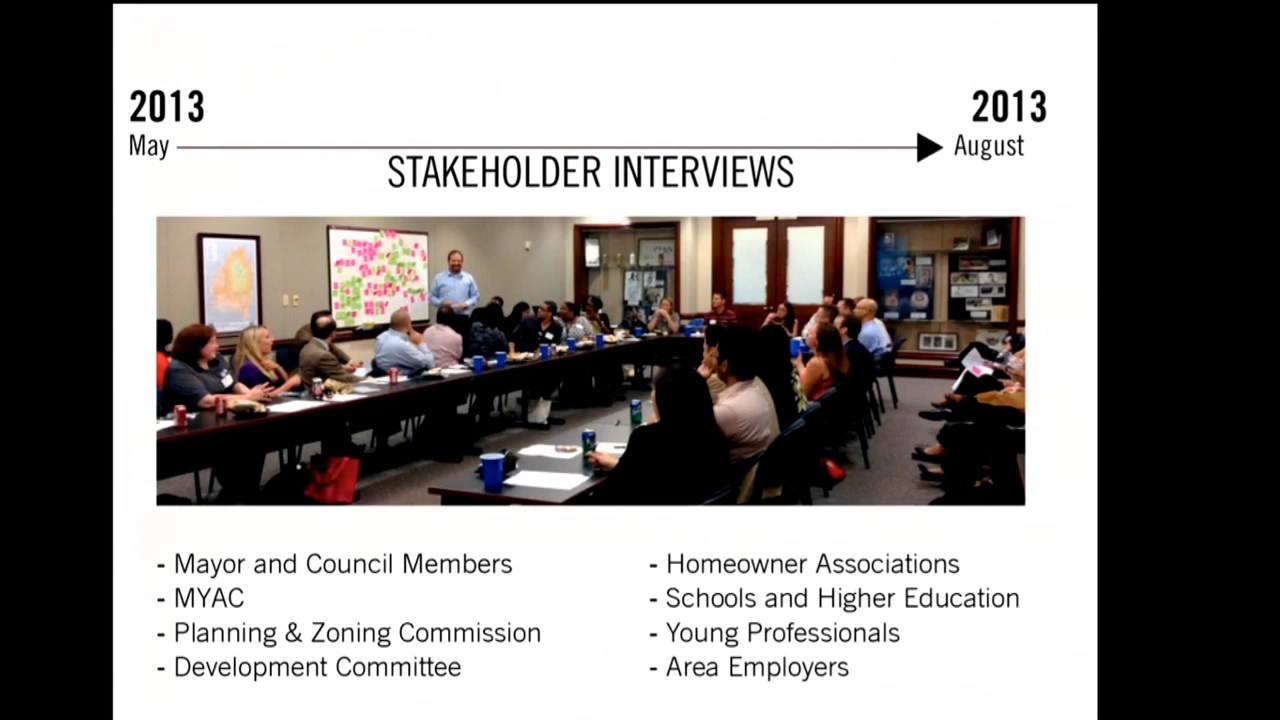 2013
2013
May
August
STAKEHOLDER INTERVIEWS
- Mayor and Council Members
- MYAC
- Planning & Zoning Commission
- Development Committee
- Homeowner Associations
- Schools and Higher Education
- Young Professionals
- Area Employers